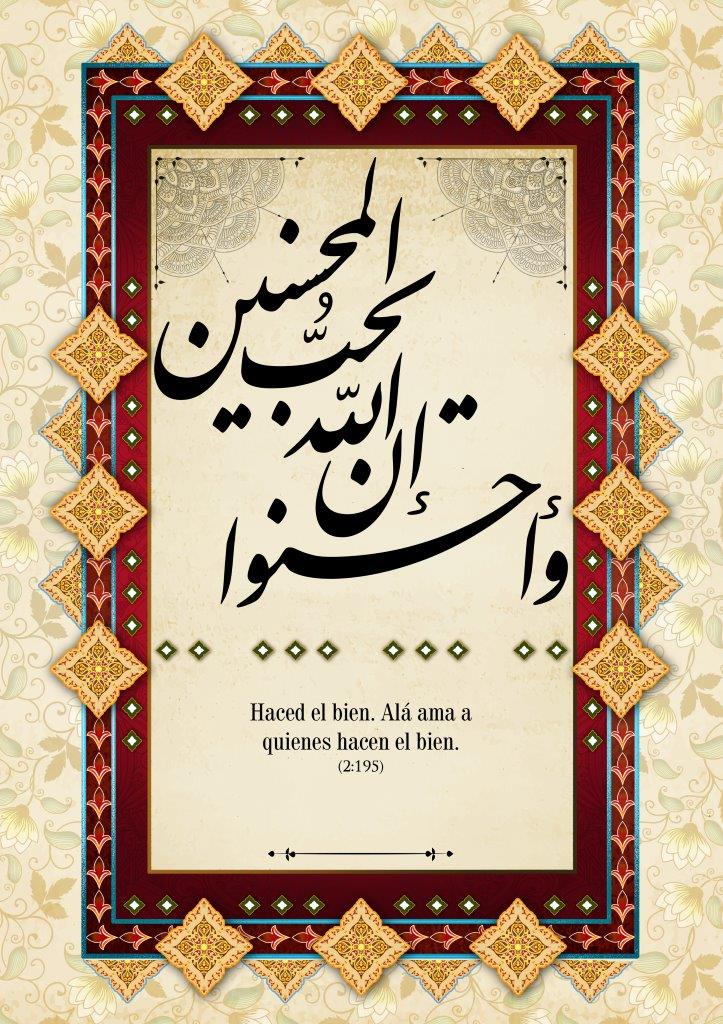 وأحسنوا
إن الله
يحبُّ
المحسنين
Haced el bien. Alá ama a
quienes hacen el bien.
(2:195)